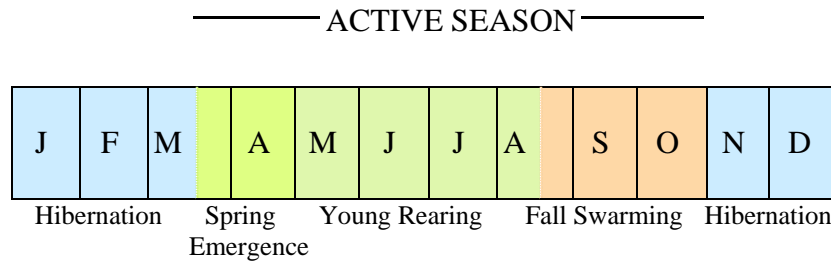 ACTIVE SEASON
J F M A M J J A S O N D
Hibernation Spring Emergence Young Rearing Fall Swarming Hibernation